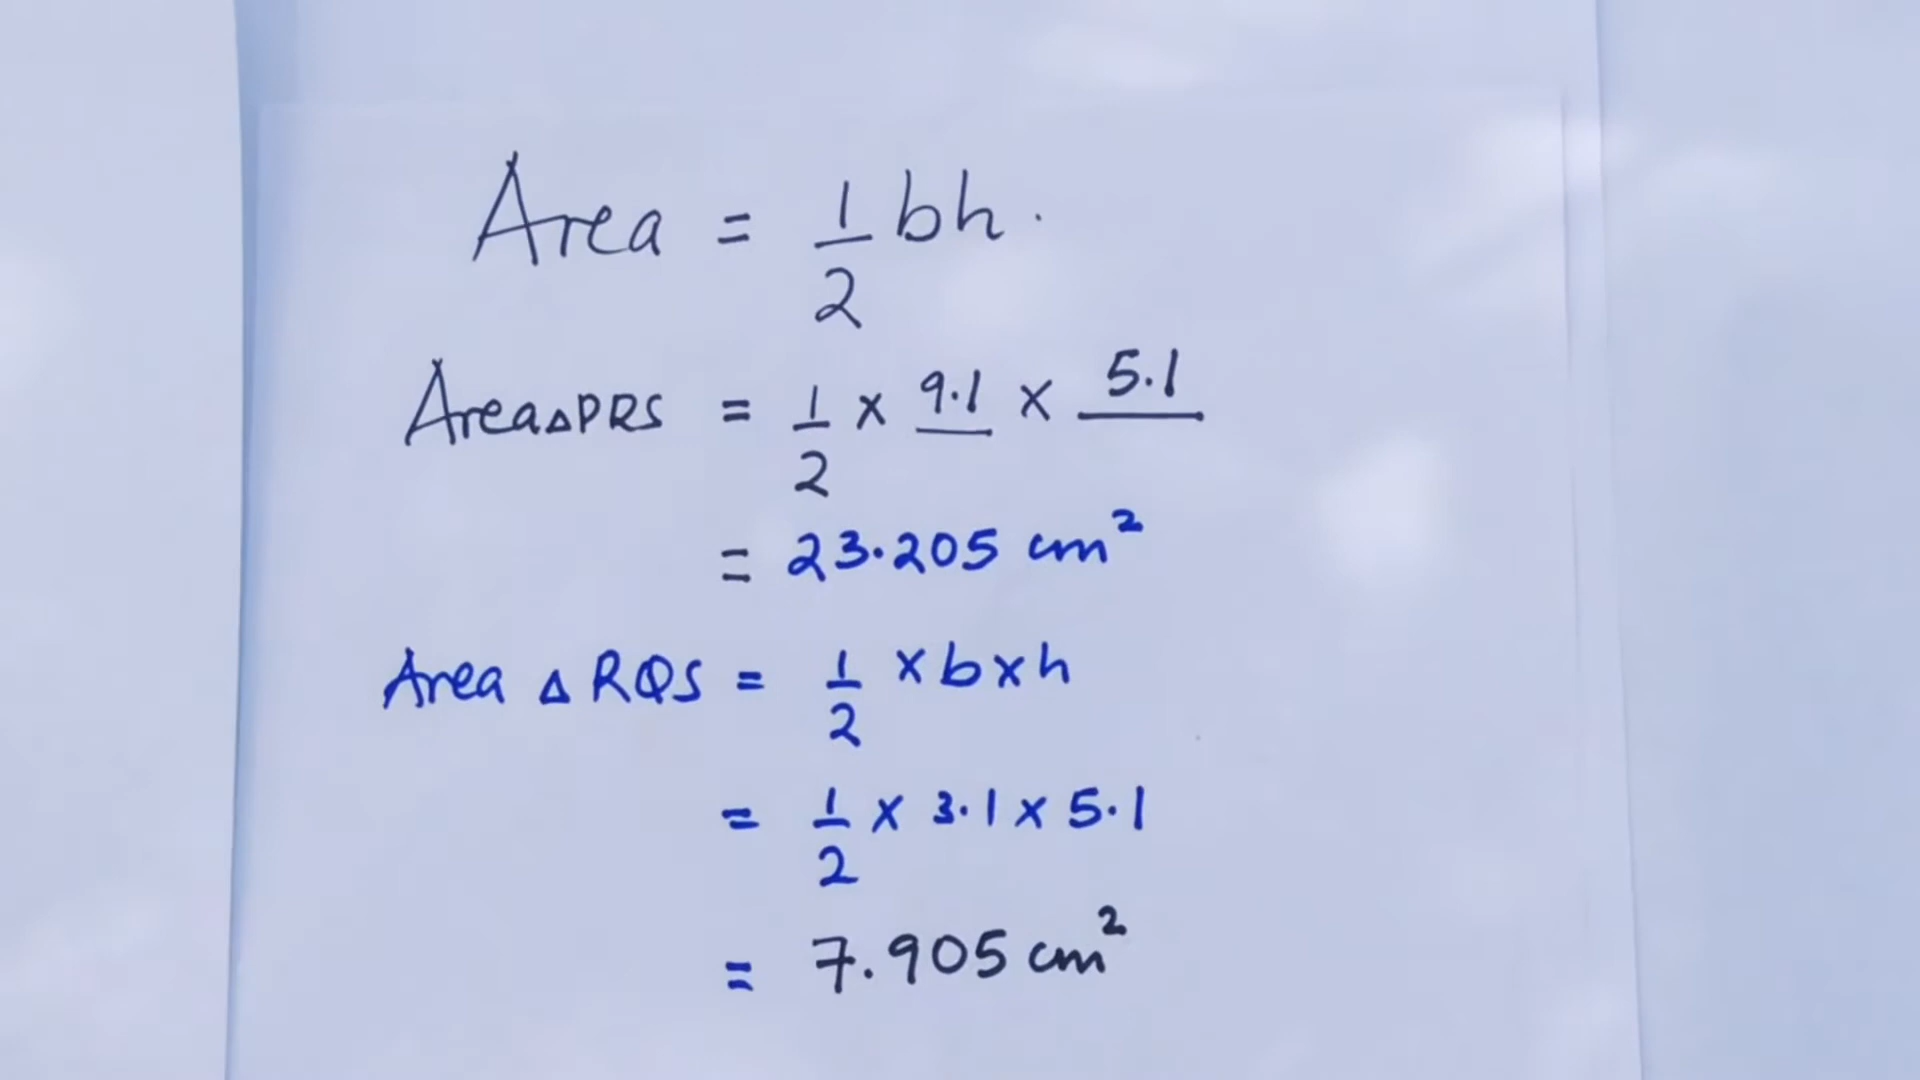 Area = 1/2 bh.
Area△PRS = 1/2 × 9.1 × 5.1
= 23.205 cm²
Area △ RQS = 1/2 × b × h
= 1/2 × 3.1 × 5.1
= 7.905 cm²